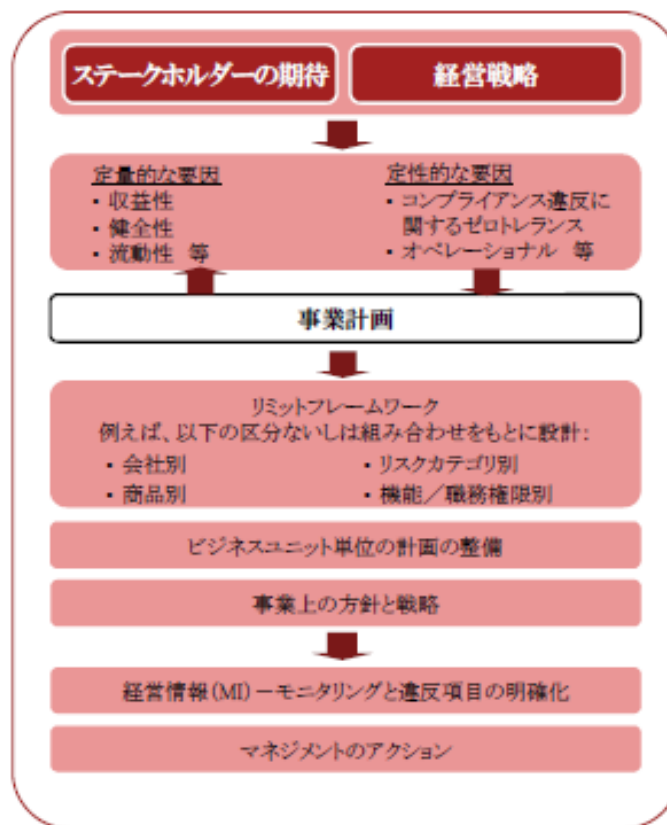 ステークホルダーの期待
経営戦略
定量的な要因
▪ 収益性
▪ 健全性
▪ 流動性 等
定性的な要因
▪ コンプライアンス違反に
関するゼロトレランス
▪ オペレーショナル 等
事業計画
リミットフレームワーク
例えば、以下の区分ないしは組み合わせをもとに設計:
▪ 会社別
▪ リスクカテゴリ別
▪ 商品別
▪ 機能／職務権限別
ビジネスユニット単位の計画の整備
事業上の方針と戦略
経営情報(MI)－モニタリングと違反項目の明確化
マネジメントのアクション